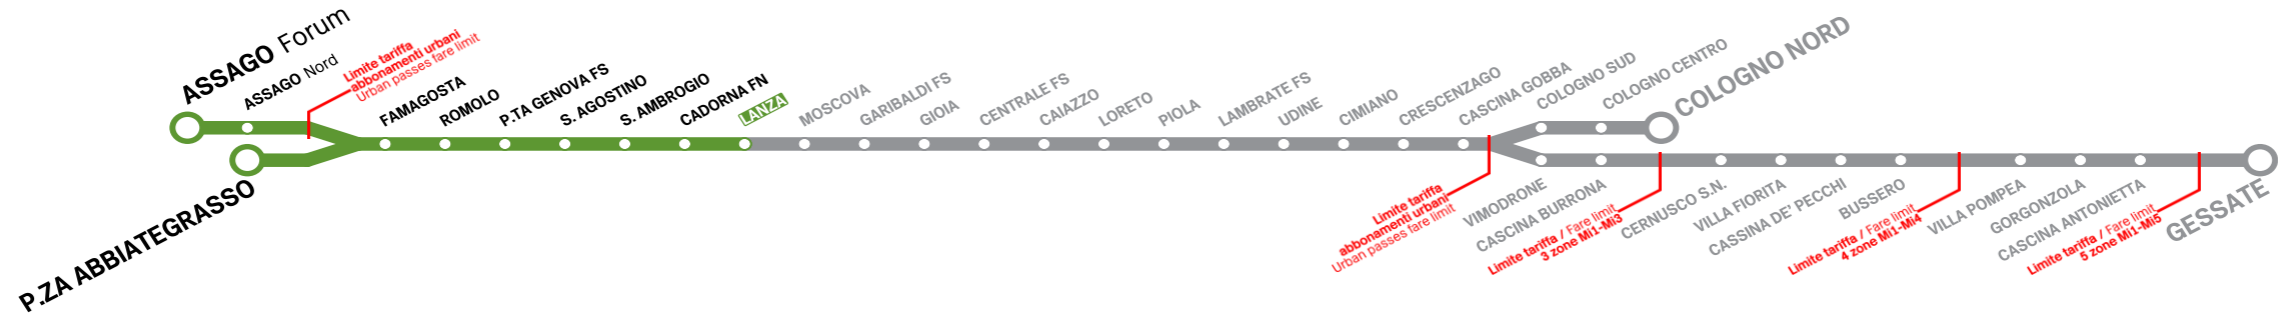 ASSAGO Forum
ASSAGO Nord
Limite tariffa
abbonamenti urbani
Urban passes fare limit
P.ZA ABBIATEGRASSO
FAMAGOSTA
ROMOLO
P.TA GENOVA FS
S. AGOSTINO
S. AMBROGIO
CADORNA FN
LANZA
MOSCOVA
GARIBALDI FS
GIOIA
CENTRALE FS
CAIAZZO
LORETO
PIOLA
LAMBRATE FS
UDINE
CIMIANO
CRESCENZAGO
CASCINA GOBBA
COLOGNO SUD
COLOGNO CENTRO
COLOGNO NORD
Limite tariffa
abbonamenti urbani
Urban passes fare limit
VIMODRONE
CASCINA BURRONA
Limite tariffa / Fare limit
3 zone Mi1-Mi3
CERNUSCO S.N.
VILLA FIORITA
CASSINA DE' PECCHI
BUSSERO
Limite tariffa / Fare limit
4 zone Mi1-Mi4
VILLA POMPEA
GORGONZOLA
CASCINA ANTONIETTA
Limite tariffa / Fare limit
5 zone Mi1-Mi5
GESSATE